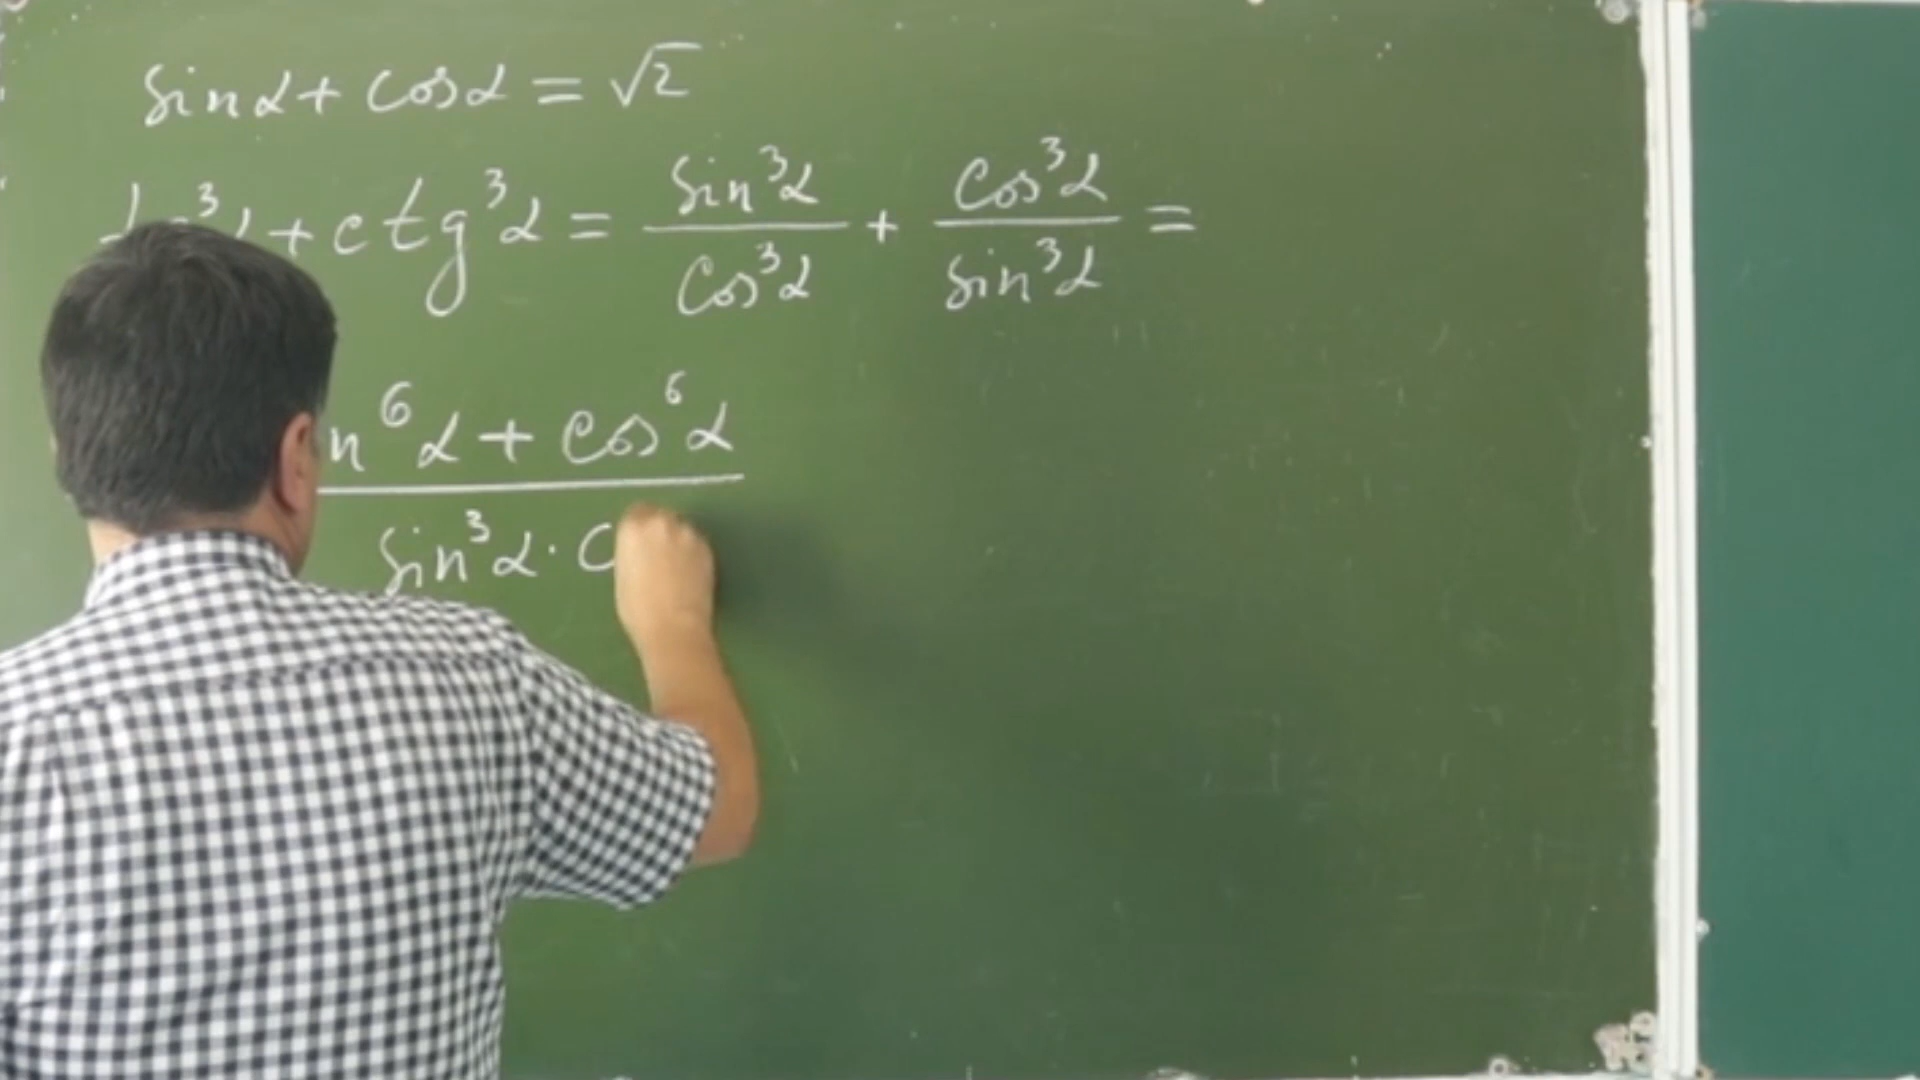 sinα + cosα = √2
+ ctg³α = sin³α/cos³α + cos³α/sin³α =
n⁶α + cos⁶α
sin³α ·